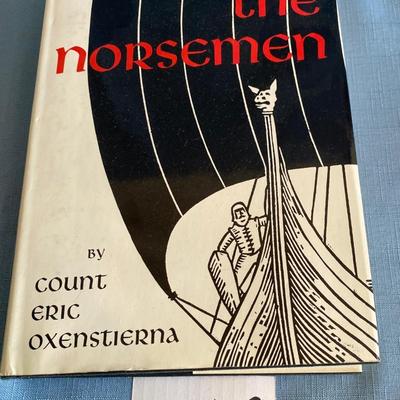 the
NORSEMEN
BY
COUNT
ERIC
OXENSTIERNA